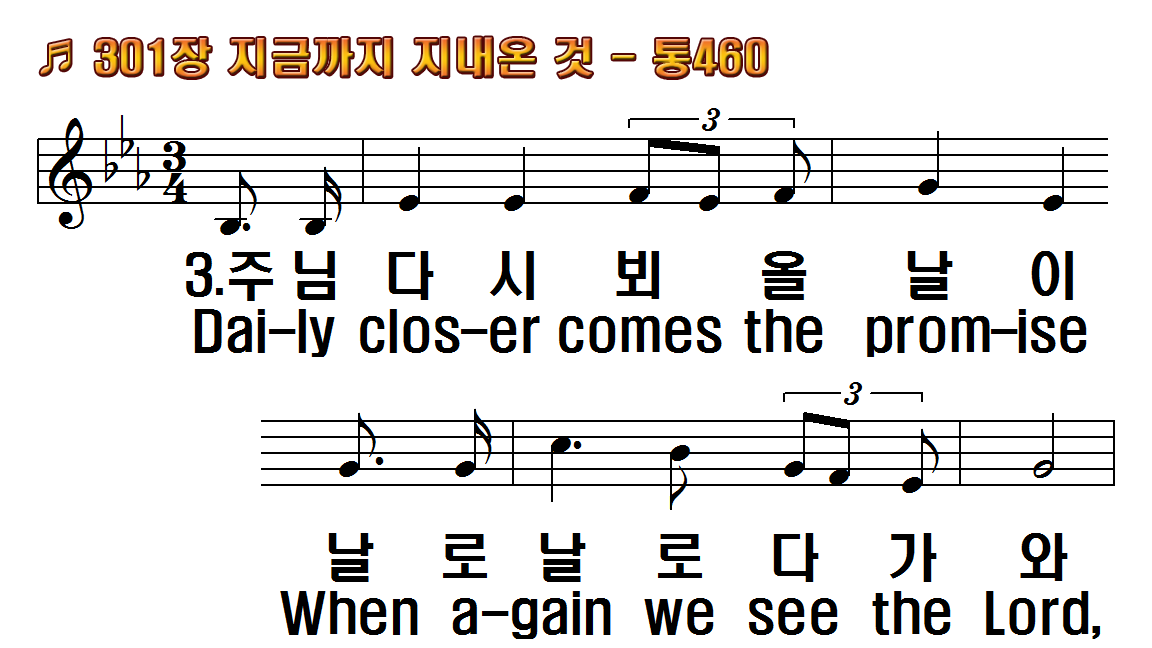 ♬ 301장 지금까지 지내온 것 - 통460
3
3
4
3.주 님 다 시 뵈 올 날 이
Dai-ly clos-er comes the prom-ise
3
날 로 날 로 다 가 와
When a-gain we see the Lord,